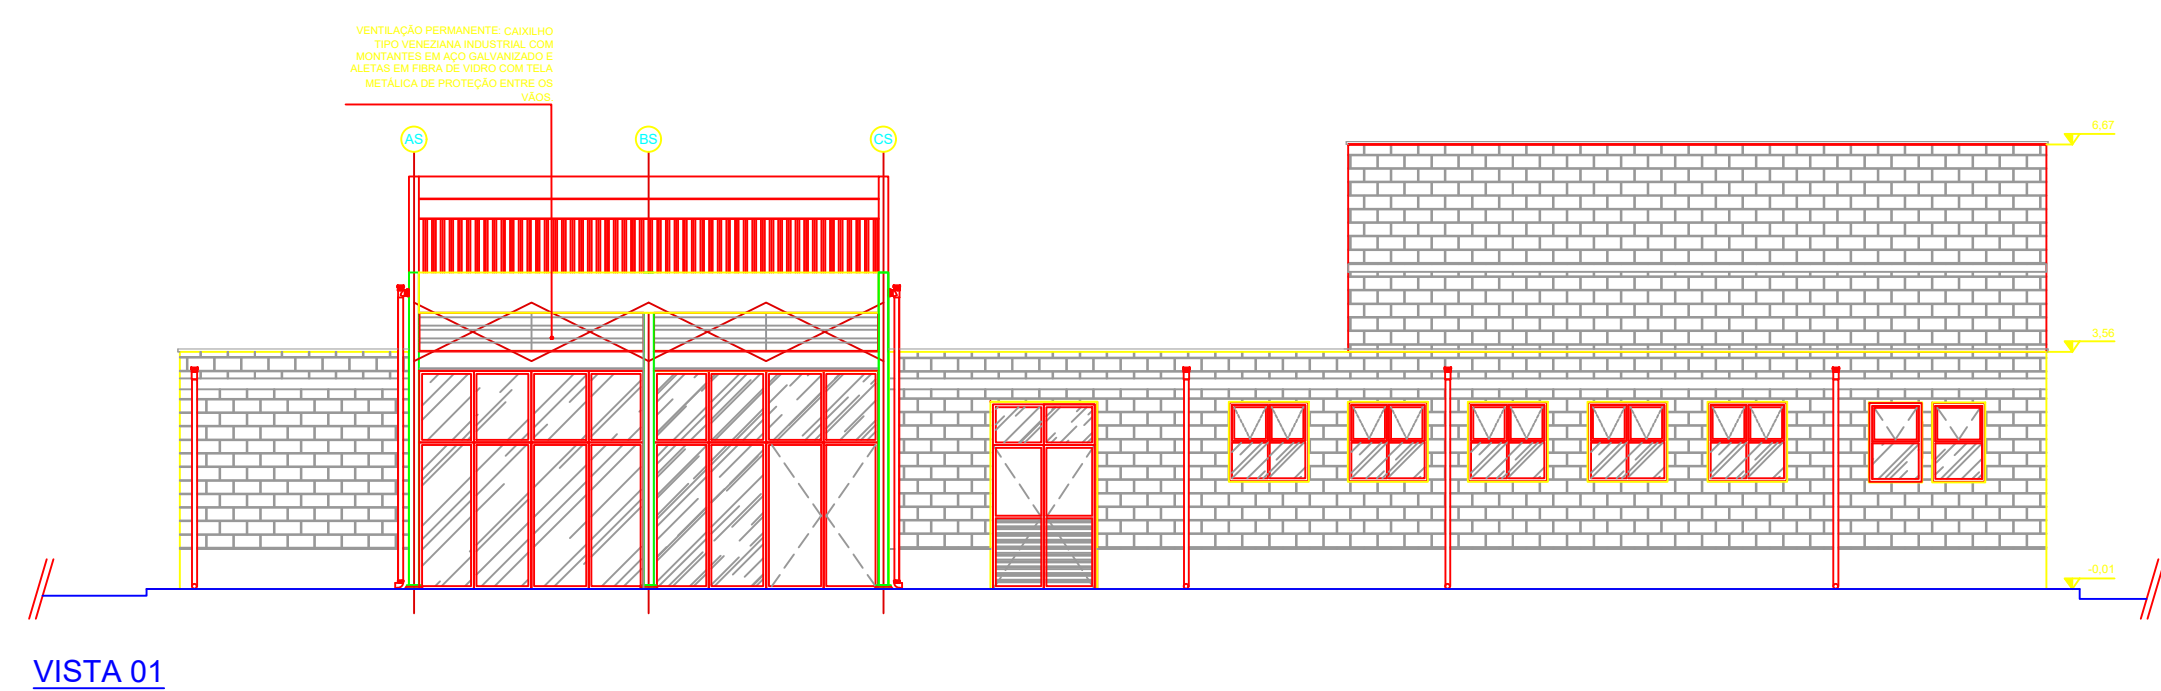 VENTILAÇÃO PERMANENTE: CAIXILHO
TIPO VENEZIANA INDUSTRIAL COM
MONTANTES EM AÇO GALVANIZADO E
ALETAS EM FIBRA DE VIDRO COM TELA
METÁLICA DE PROTEÇÃO ENTRE OS
VÃOS.
AS
BS
CS
6,87
3,56
-0,01
VISTA 01